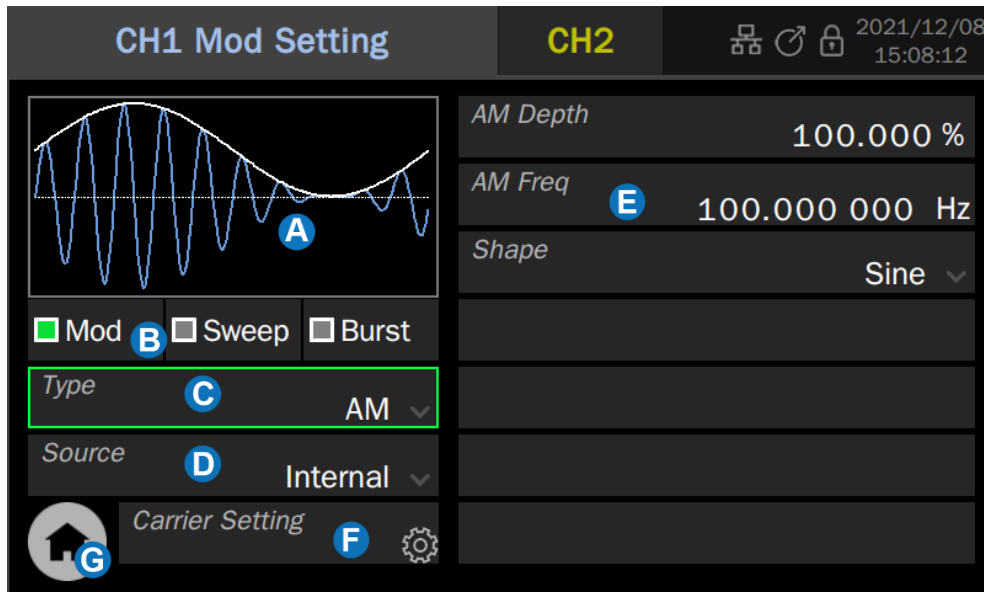 CH1 Mod Setting
CH2
2021/12/08
15:08:12
A
AM Depth
100.000 %
AM Freq
E
100.000 000 Hz
Shape
Sine
Mod
B
Sweep
Burst
Type
C
AM
Source
D
Internal
Carrier Setting
F
G